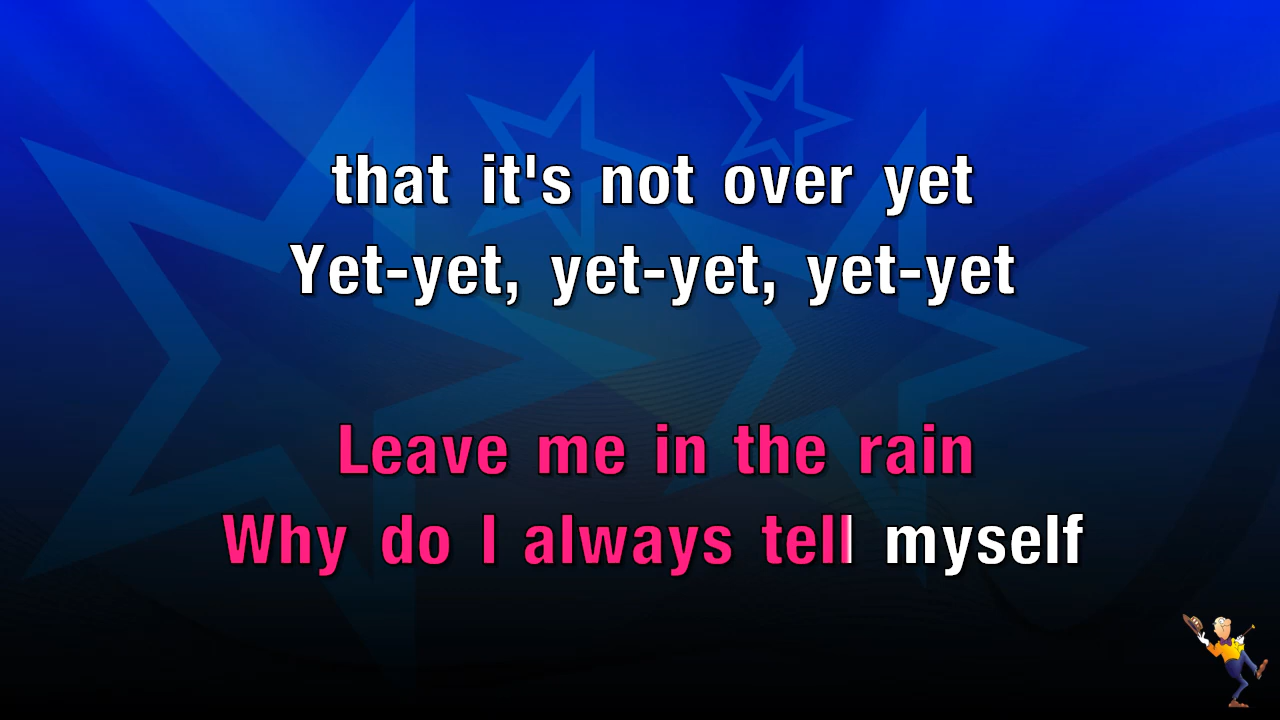 that it's not over yet
Yet-yet, yet-yet, yet-yet
Leave me in the rain
Why do I always tell myself